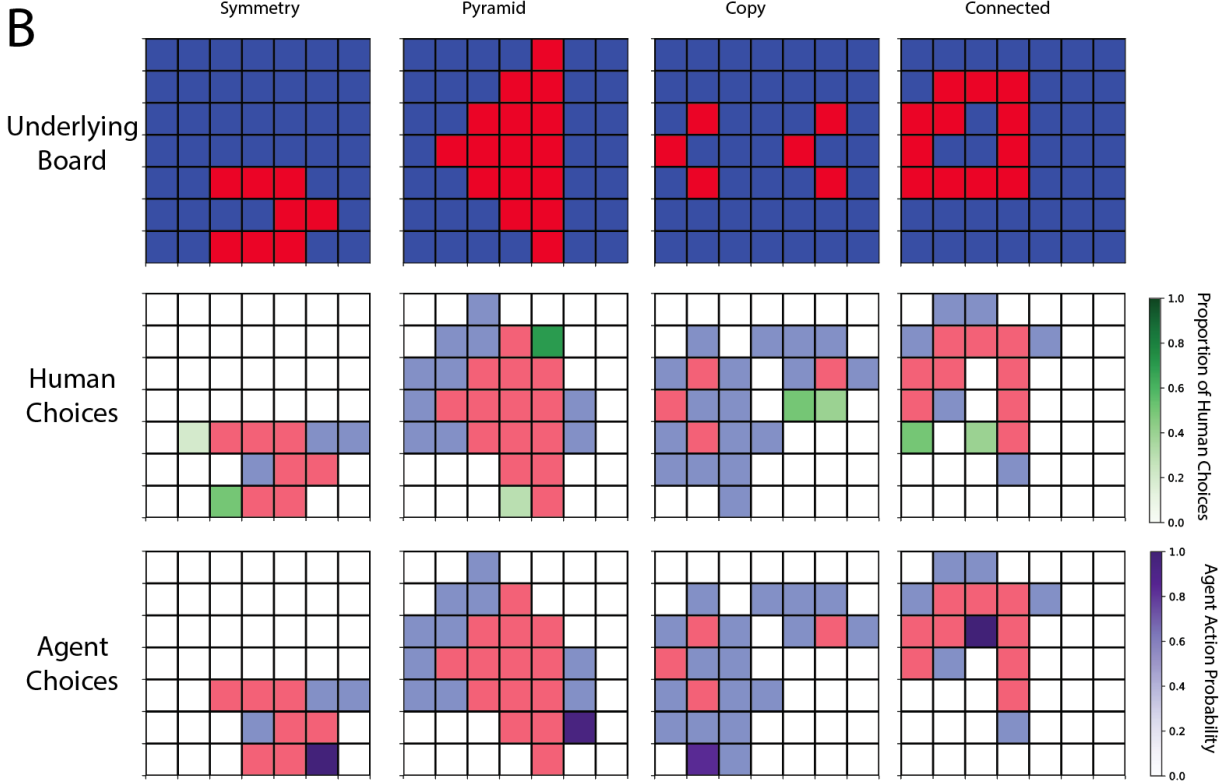 B
Symmetry
Pyramid
Copy
Connected
Underlying
Board
Human
Choices
1.0
0.8
0.6
0.4
0.2
0.0
Proportion of Human Choices
Agent
Choices
1.0
0.8
0.6
0.4
0.2
0.0
Agent Action Probability